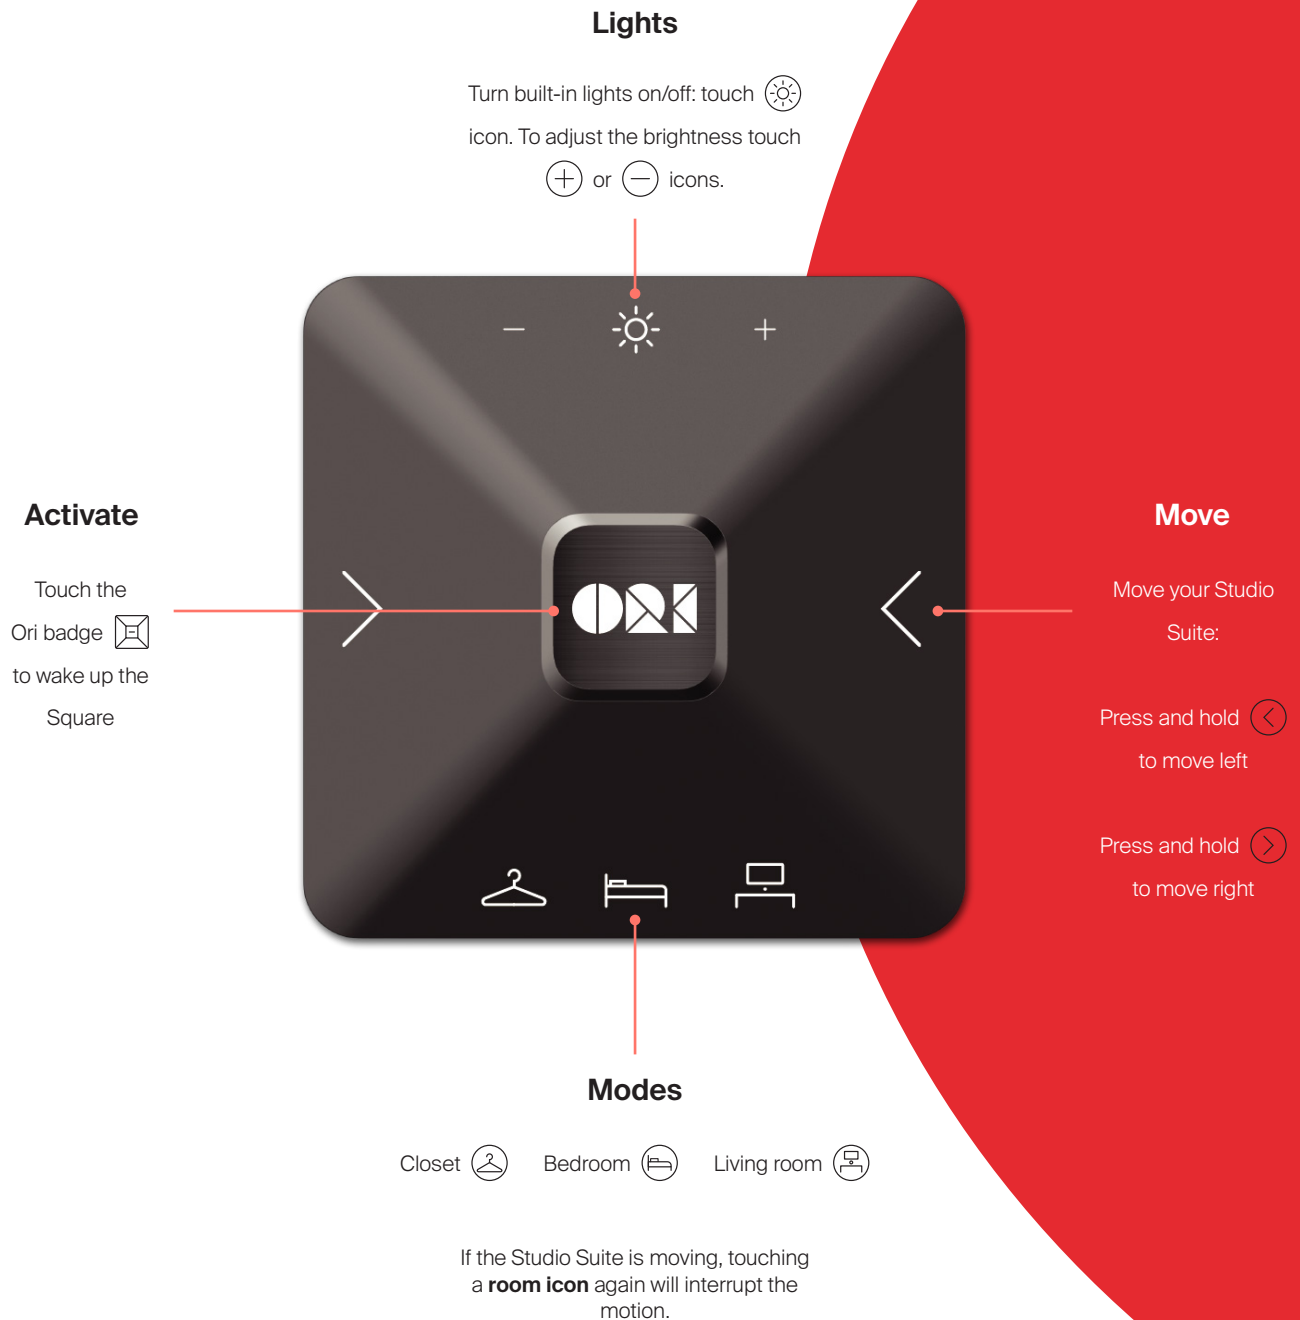 Lights
Turn built-in lights on/off: touch
icon. To adjust the brightness touch
or icons.
ORI
Activate
Touch the
Ori badge
to wake up the
Square
Move
Move your Studio
Suite:
Press and hold
to move left
Press and hold
to move right
Modes
Closet Bedroom Living room
If the Studio Suite is moving, touching
a room icon again will interrupt the
motion.